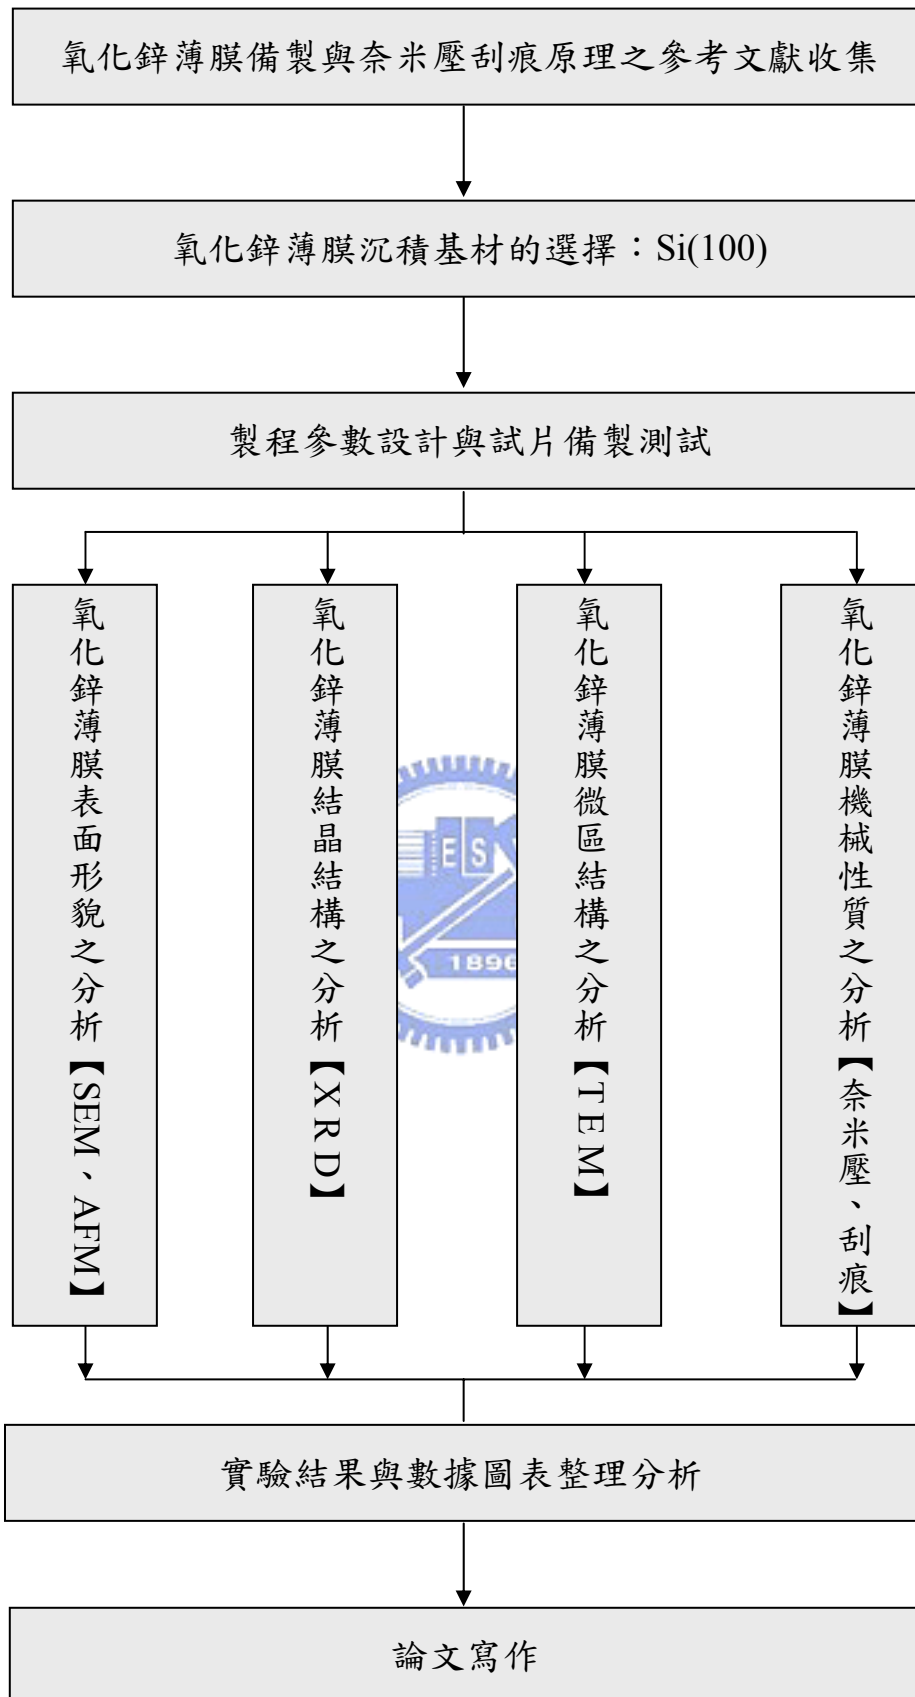 氧化鋅薄膜備製與奈米壓刮痕原理之參考文獻收集
氧化鋅薄膜沉積基材的選擇：Si(100)
製程參數設計與試片備製測試
氧化鋅薄膜表面形貌之分析【SEM、AFM】
氧化鋅薄膜結晶結構之分析【XRD】
氧化鋅薄膜微區結構之分析【TEM】
氧化鋅薄膜機械性質之分析【奈米壓、刮痕】
ES
1896
實驗結果與數據圖表整理分析
論文寫作